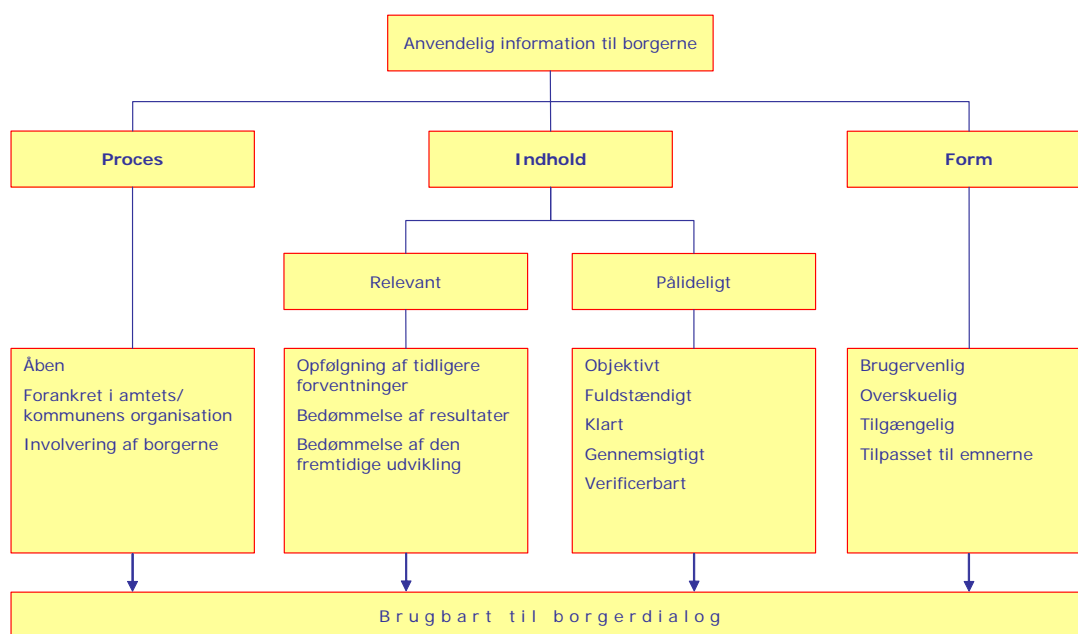 Anvendelig information til borgerne
Proces
Indhold
Form
Relevant
Pålideligt
Åben
Forankret i amtets/
kommunens organisation
Involvering af borgerne
Opfølgning af tidligere
forventninger
Bedømmelse af resultater
Bedømmelse af den
fremtidige udvikling
Objektivt
Fuldstændigt
Klart
Gennemsigtigt
Verificerbart
Brugervenlig
Overskuelig
Tilgængelig
Tilpasset til emnerne
Brugbart til borgerdialog